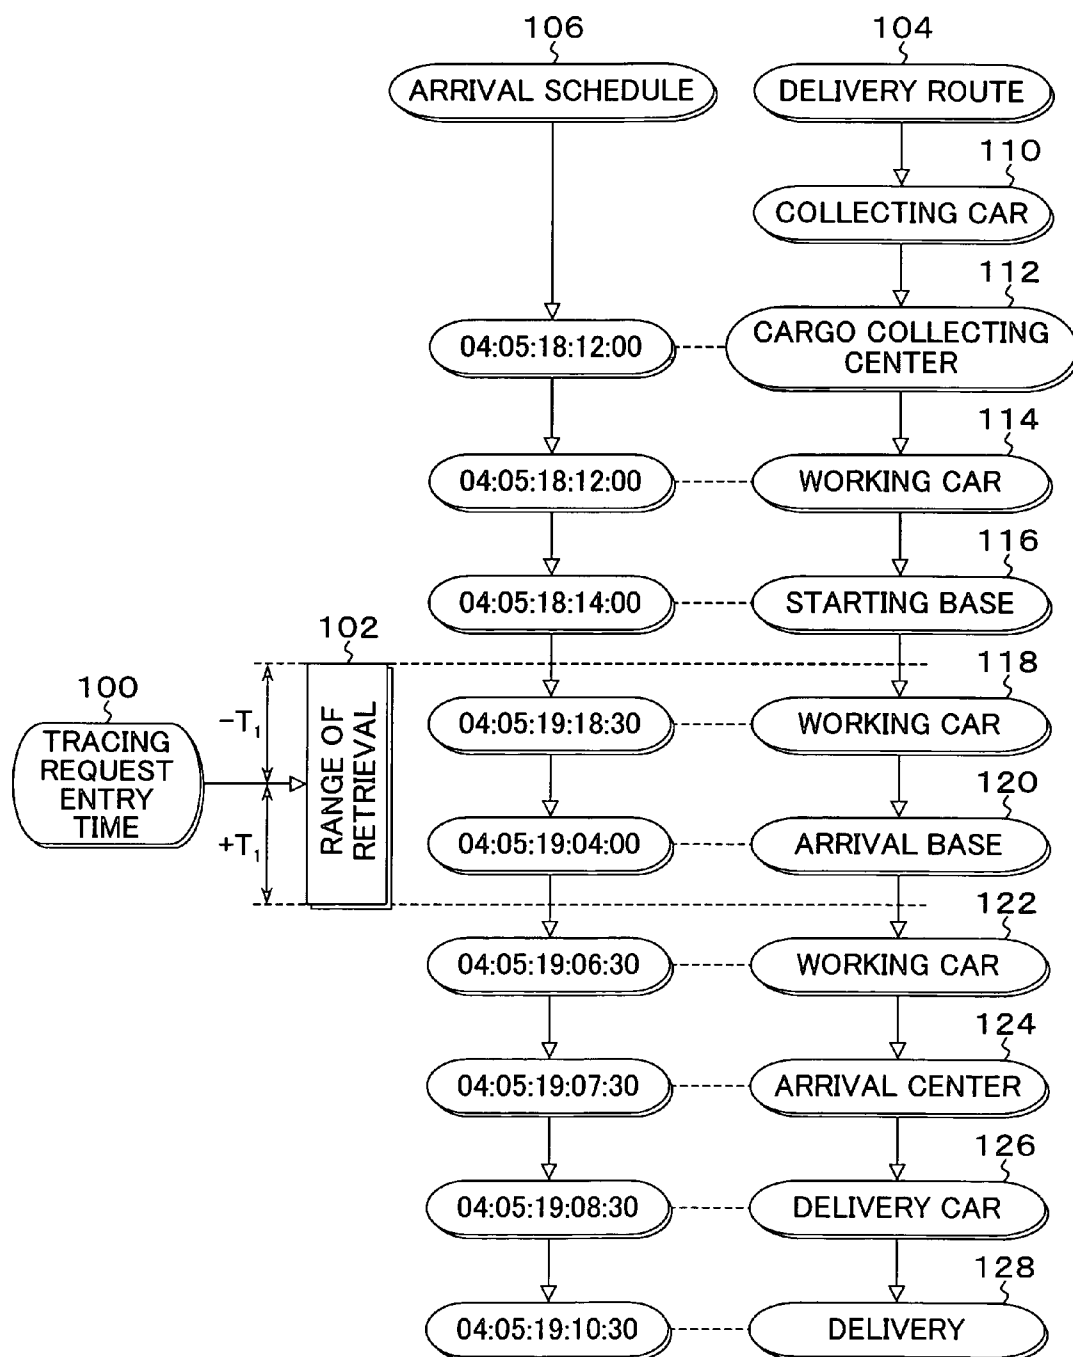 106
104
ARRIVAL SCHEDULE
DELIVERY ROUTE
110
COLLECTING CAR
112
04:05:18:12:00
CARGO COLLECTING
CENTER
114
04:05:18:12:00
WORKING CAR
116
04:05:18:14:00
STARTING BASE
102
118
100
−T1
04:05:19:18:30
WORKING CAR
TRACING
REQUEST
ENTRY
TIME
RANGE OF
RETRIEVAL
120
+T1
04:05:19:04:00
ARRIVAL BASE
122
04:05:19:06:30
WORKING CAR
124
04:05:19:07:30
ARRIVAL CENTER
126
04:05:19:08:30
DELIVERY CAR
128
04:05:19:10:30
DELIVERY